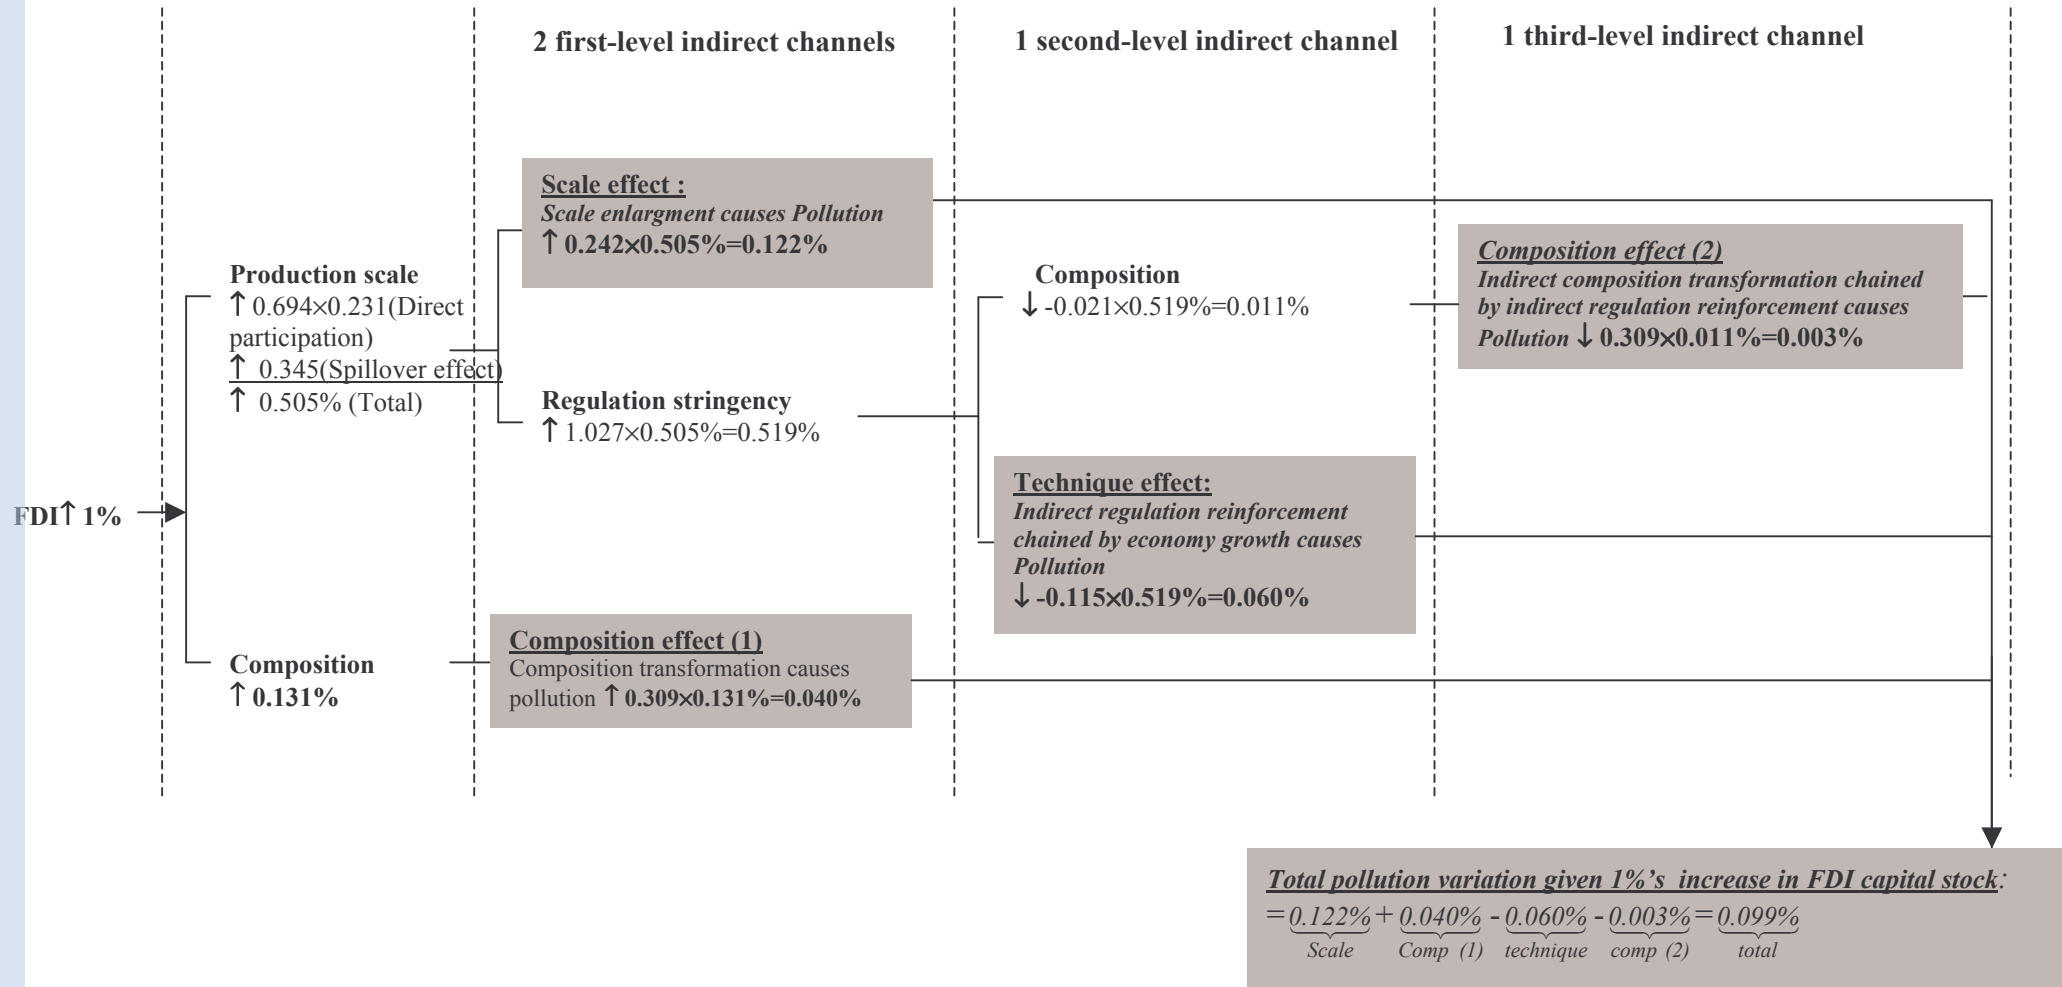 2 first-level indirect channels
1 second-level indirect channel
1 third-level indirect channel
Scale effect :
Scale enlargment causes Pollution
↑ 0.242×0.505%=0.122%
Production scale
↑ 0.694×0.231(Direct
participation)
↑ 0.345(Spillover effect)
↑ 0.505% (Total)
Regulation stringency
↑ 1.027×0.505%=0.519%
Composition
↓ -0.021×0.519%=0.011%
Composition effect (2)
Indirect composition transformation chained
by indirect regulation reinforcement causes
Pollution ↓ 0.309×0.011%=0.003%
Technique effect:
Indirect regulation reinforcement
chained by economy growth causes
Pollution
↓ -0.115×0.519%=0.060%
FDI↑ 1%
Composition
↑ 0.131%
Composition effect (1)
Composition transformation causes
pollution ↑ 0.309×0.131%=0.040%
Total pollution variation given 1%'s increase in FDI capital stock:
=0.122%+0.040%-0.060%-0.003%=0.099%
Scale Comp (1) technique comp (2) total